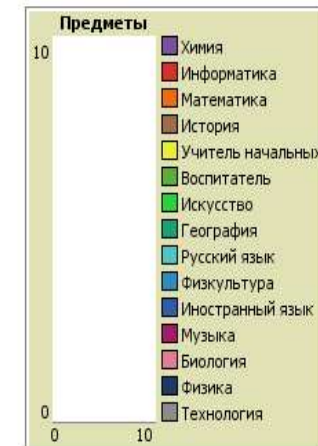 Предметы
10
Химия
Информатика
Математика
История
Учитель начальных
Воспитатель
Искусство
География
Русский язык
Физкультура
Иностранный язык
Музыка
Биология
Физика
Технология
0
0 10